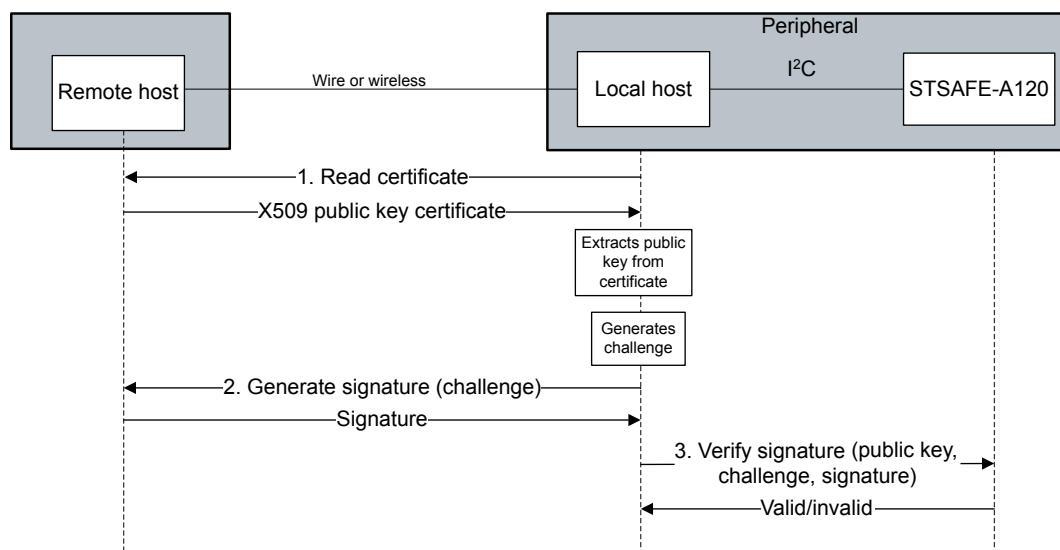 Peripheral
I²C
Remote host
Wire or wireless
Local host
STSAFE-A120
1. Read certificate
X509 public key certificate
Extracts public
key from
certificate
Generates
challenge
2. Generate signature (challenge)
Signature
3. Verify signature (public key,
challenge, signature)
Valid/invalid